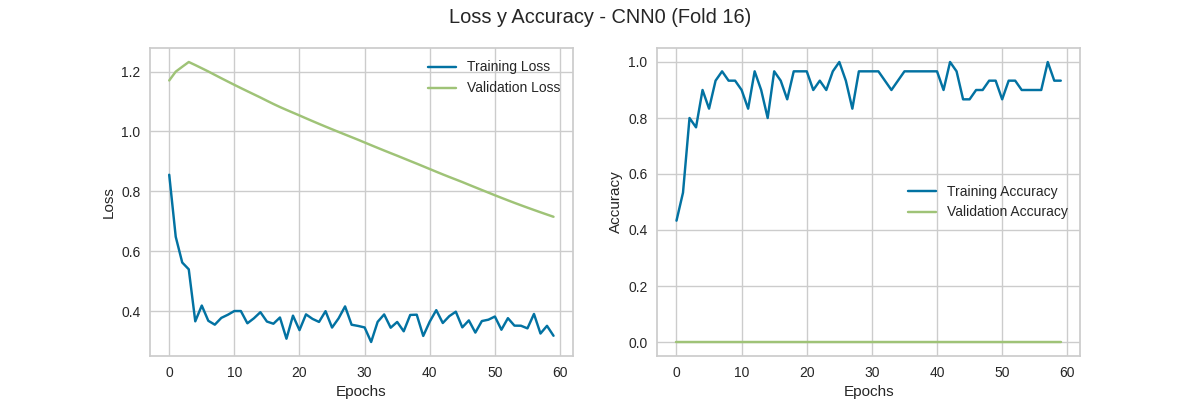 Loss y Accuracy - CNN0 (Fold 16)
1.2
1.0
0.8
0.6
0.4
Loss
0
10
20
30
40
50
60
Epochs
Training Loss
Validation Loss
1.0
0.8
0.6
0.4
0.2
0.0
Accuracy
0
10
20
30
40
50
60
Epochs
Training Accuracy
Validation Accuracy